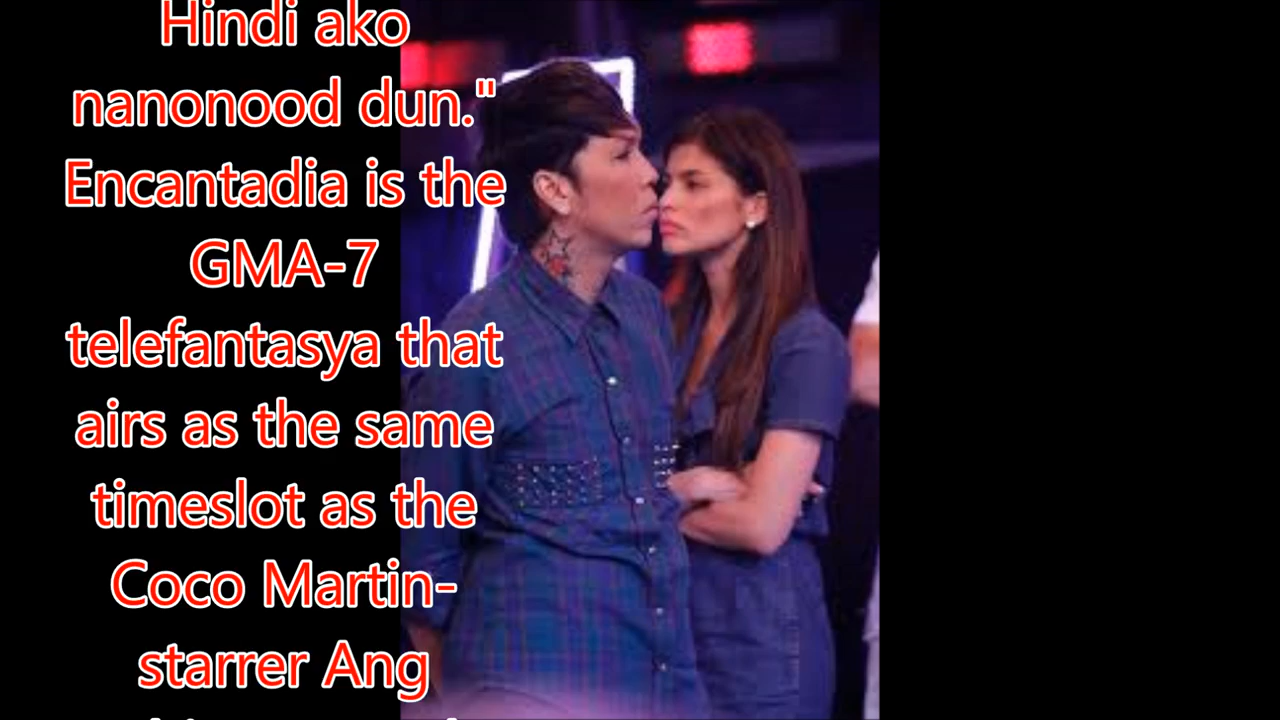 Hindi ako
nanonood dun."
Encantadia is the
GMA-7
telefantasya that
airs as the same
timeslot as the
Coco Martin-
starrer Ang